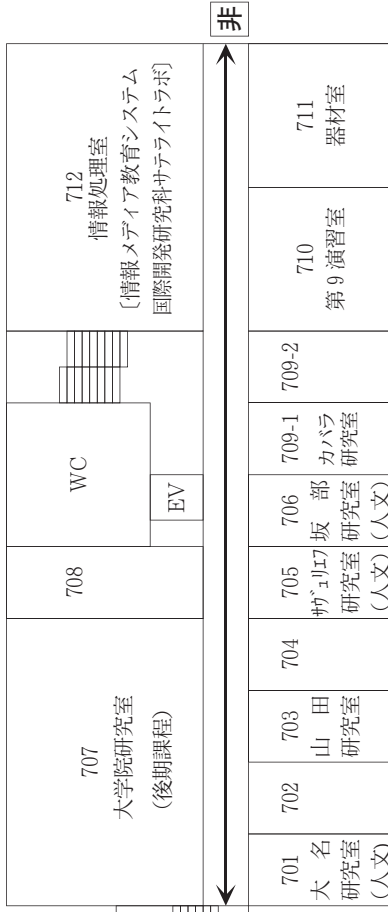 707
大学院研究室
(後期課程)
708
WC
EV
712
情報処理室
〔情報メディア教育システム
国際開発研究科サテライトラボ〕
非
701
大名
研究室
(人文)
702
703
山田
研究室
704
705
サヴェリエフ
研究室
(人文)
706
坂部
研究室
(人文)
709-1
カバラ
研究室
709-2
710
第9演習室
711
器材室